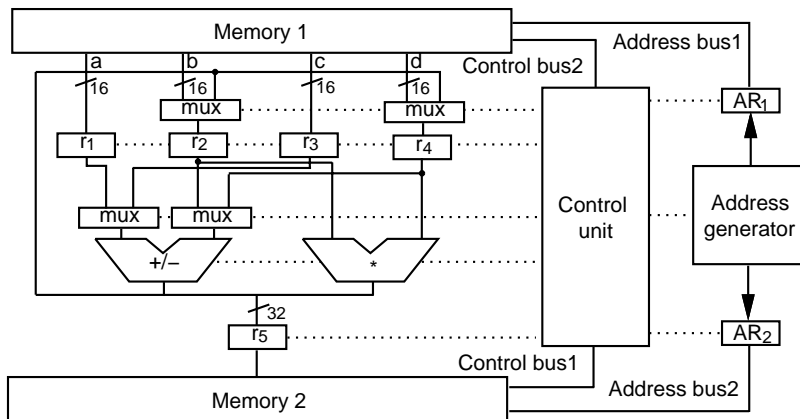 Memory 1
Address bus1
a b c d
Control bus2
16 16 16 16
mux mux
AR1
r1 r2 r3 r4
mux mux
Control unit
Address generator
+/– *
32
r5
AR2
Control bus1
Memory 2
Address bus2